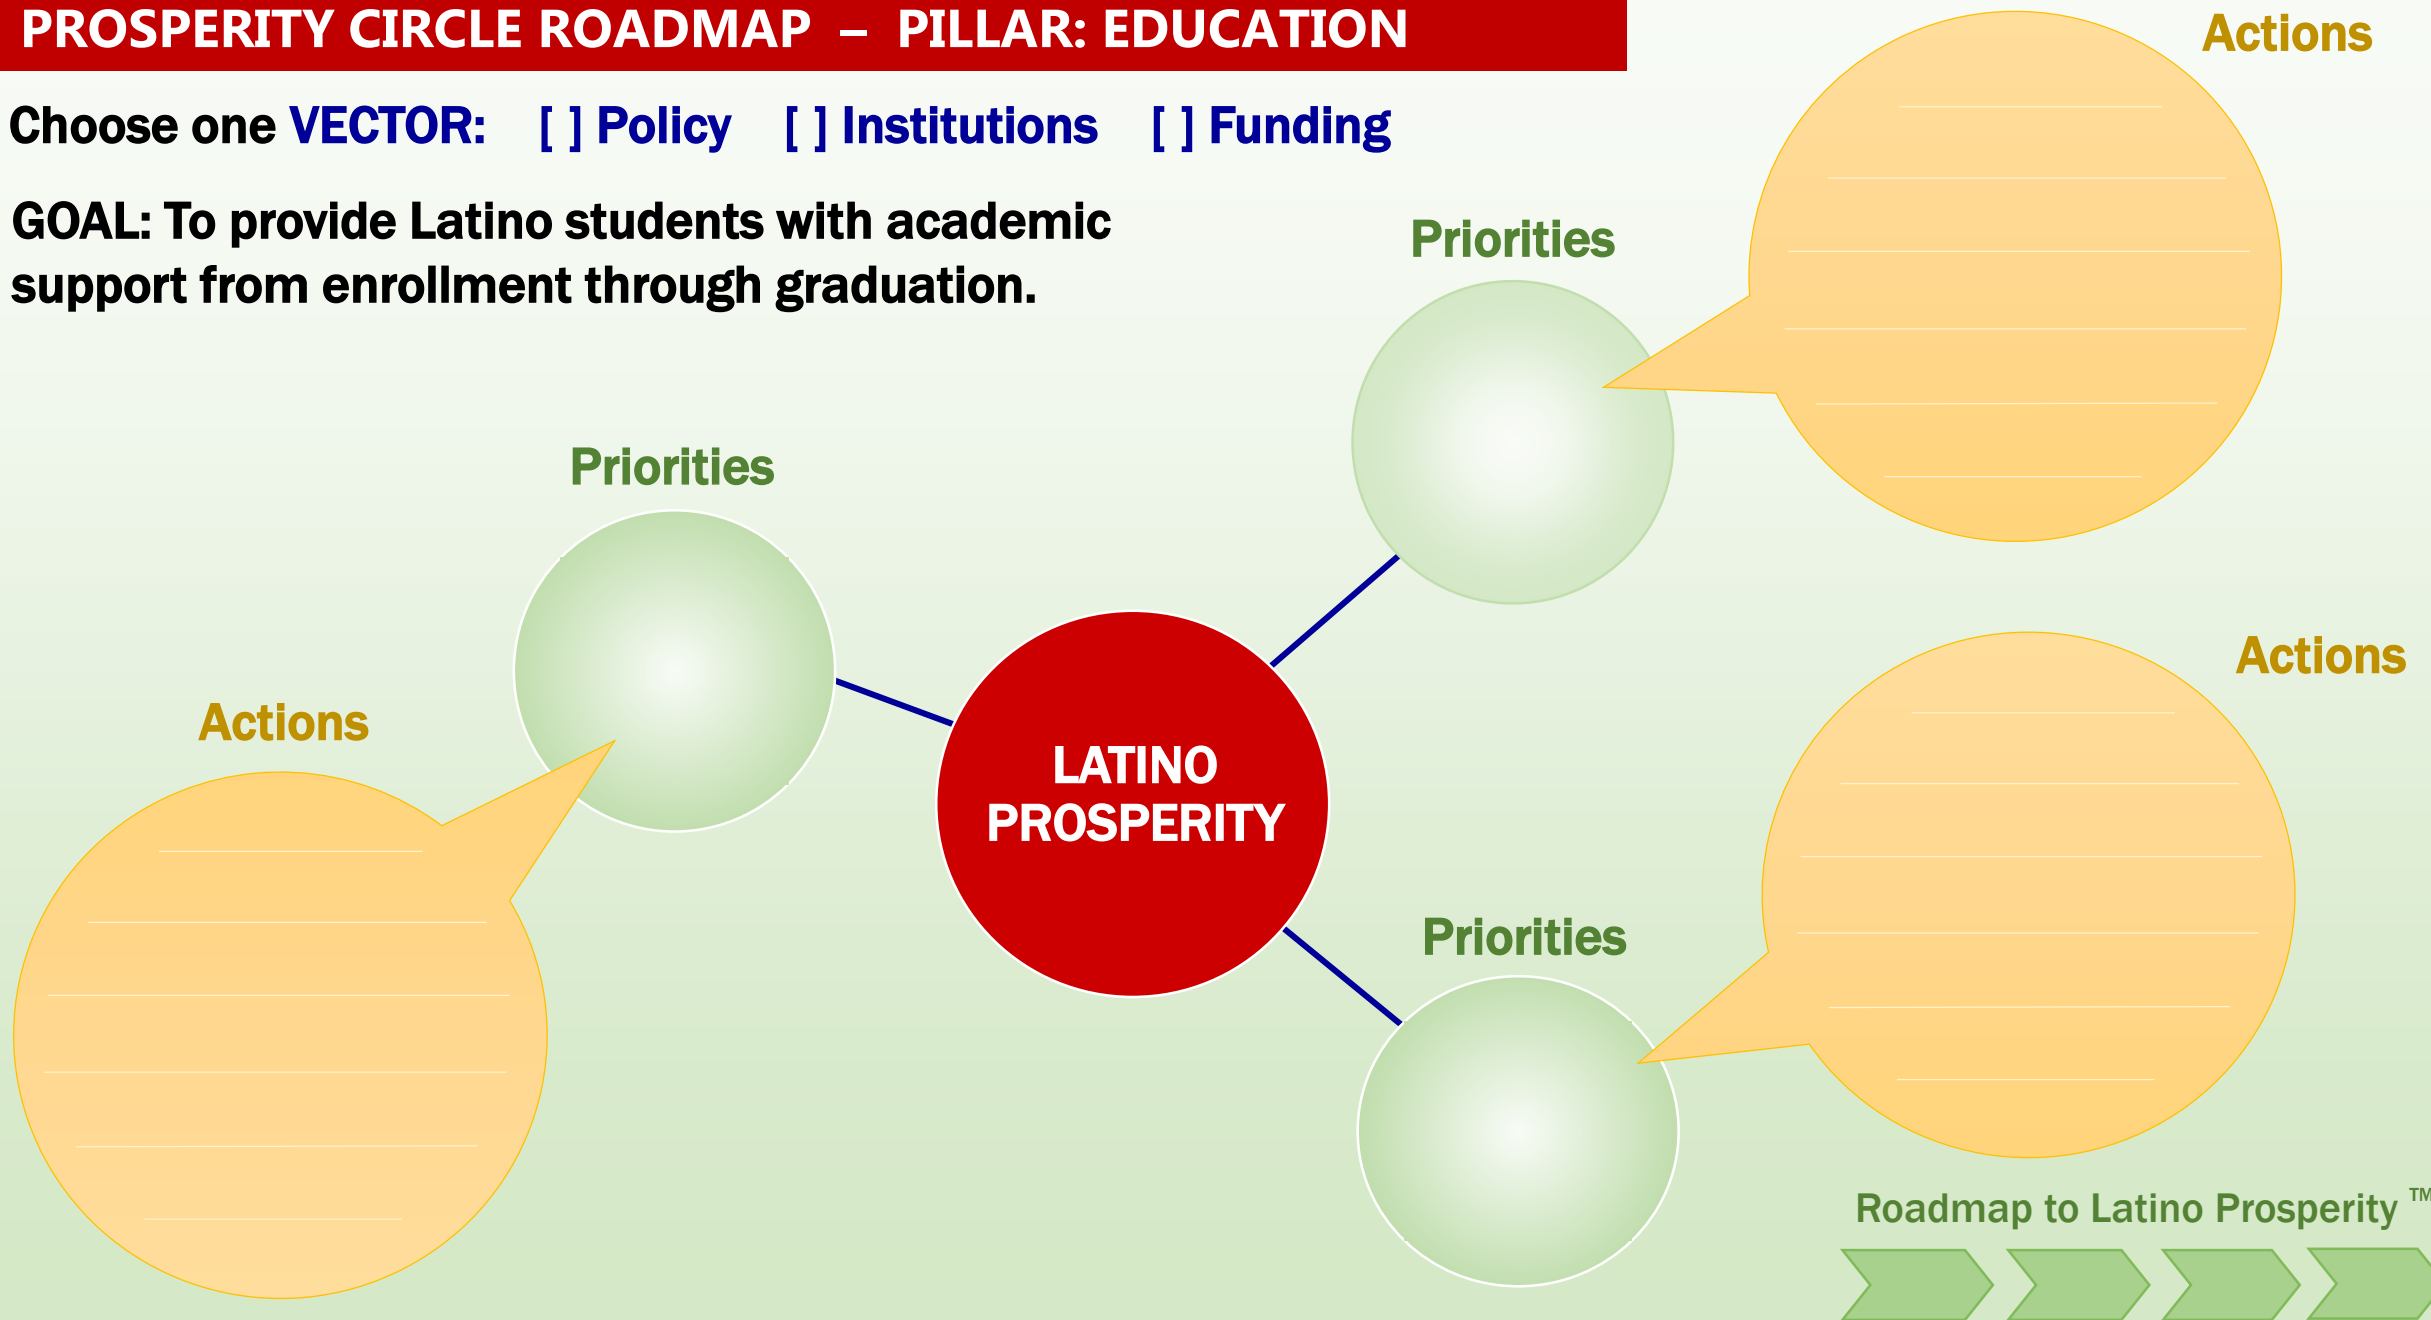 PROSPERITY CIRCLE ROADMAP – PILLAR: EDUCATION
Choose one VECTOR: [ ] Policy [ ] Institutions [ ] Funding
GOAL: To provide Latino students with academic
support from enrollment through graduation.
Actions
Priorities
Priorities
Actions
Actions
LATINO
PROSPERITY
Priorities
Roadmap to Latino Prosperity ™